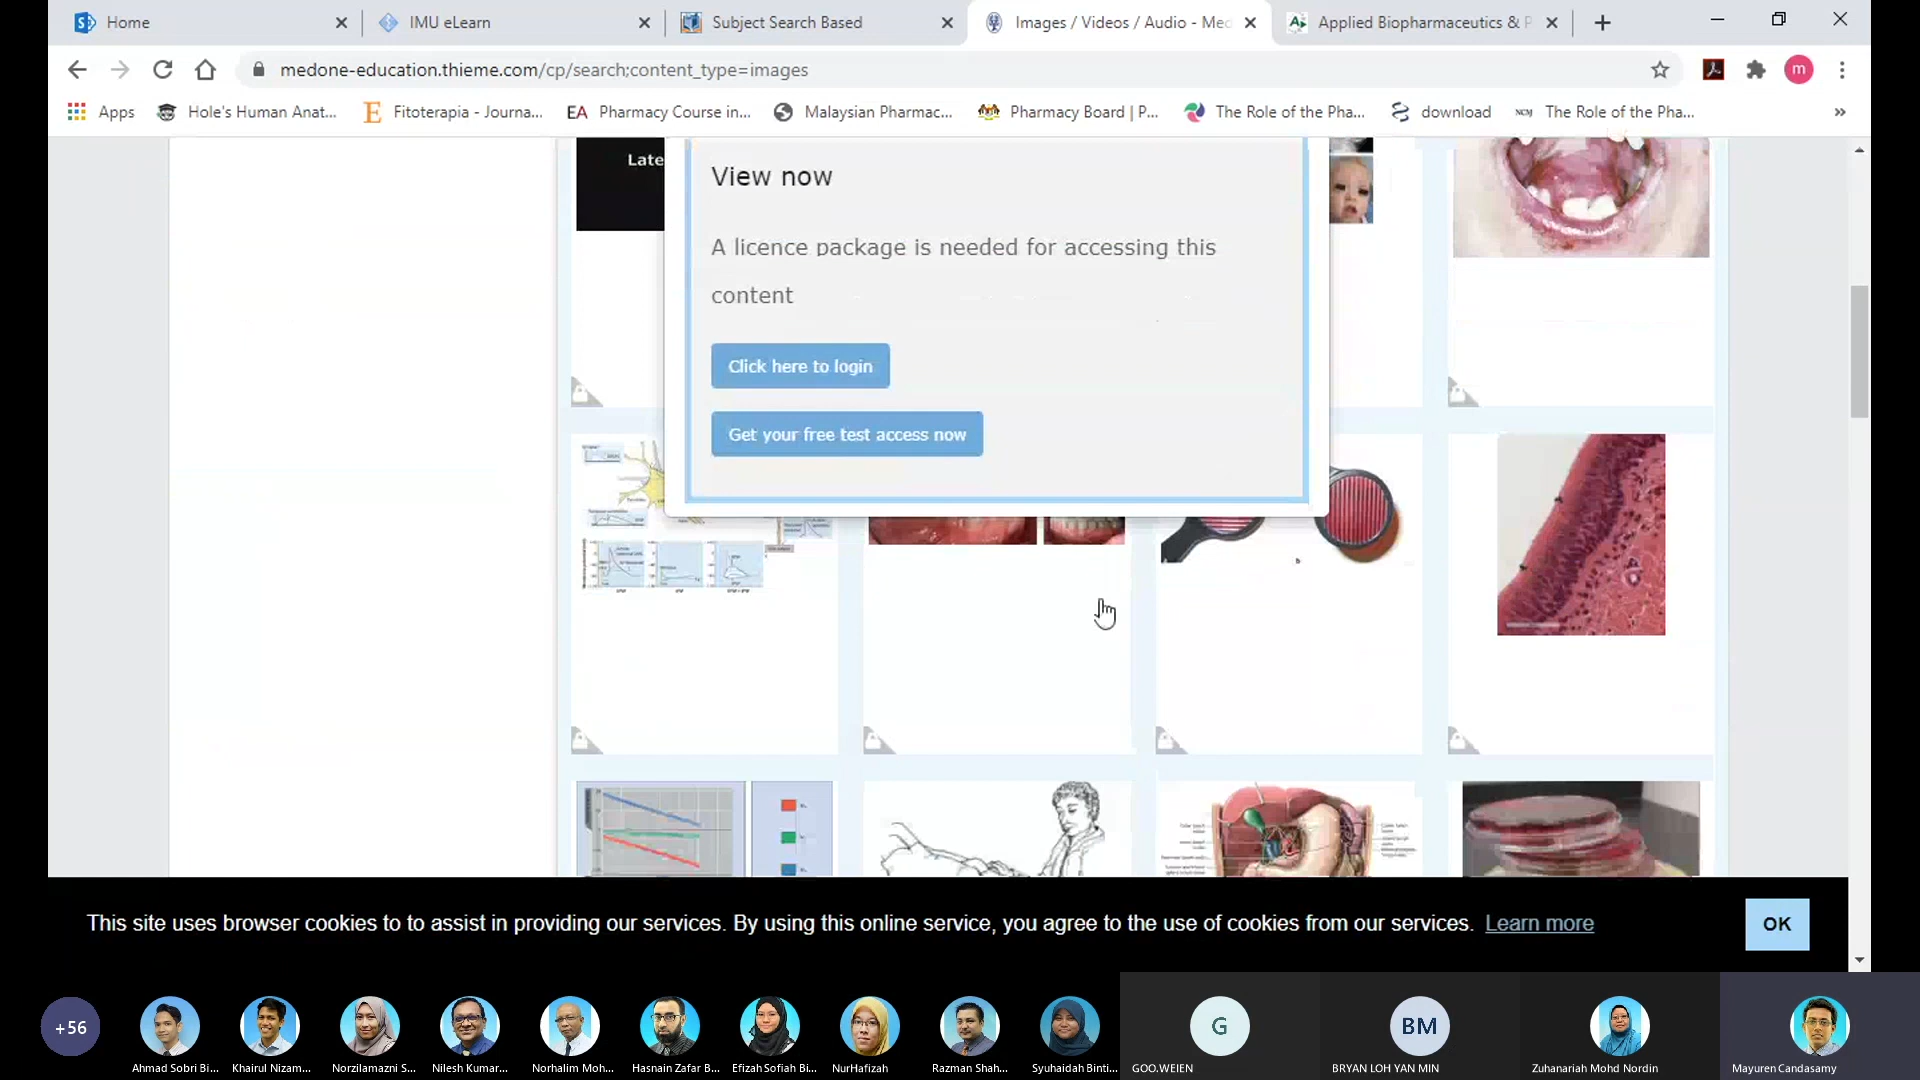 Home
IMU eLearn
Subject Search Based
Images / Videos / Audio - Med
Applied Biopharmaceutics & P
medone-education.thieme.com/cp/search;content_type=images
m
Apps
Hole's Human Anat...
Fitoterapia - Journa...
EA Pharmacy Course in...
Malaysian Pharmac...
Pharmacy Board | P...
The Role of the Pha...
download
The Role of the Pha...
Late
View now
A licence package is needed for accessing this
content
Click here to login
Get your free test access now
This site uses browser cookies to to assist in providing our services. By using this online service, you agree to the use of cookies from our services. Learn more
OK
+56
G
BM
Ahmad Sobri Bi...
Khairul Nizam...
Norzilamazni S...
Nilesh Kumar...
Norhalim Moh...
Hasnain Zafar B...
Efizah Sofiah Bi...
NurHafizah
Razman Shah...
Syuhaidah Binti...
GOO.WEIEN
BRYAN LOH YAN MIN
Zuhanariah Mohd Nordin
Mayuren Candasamy